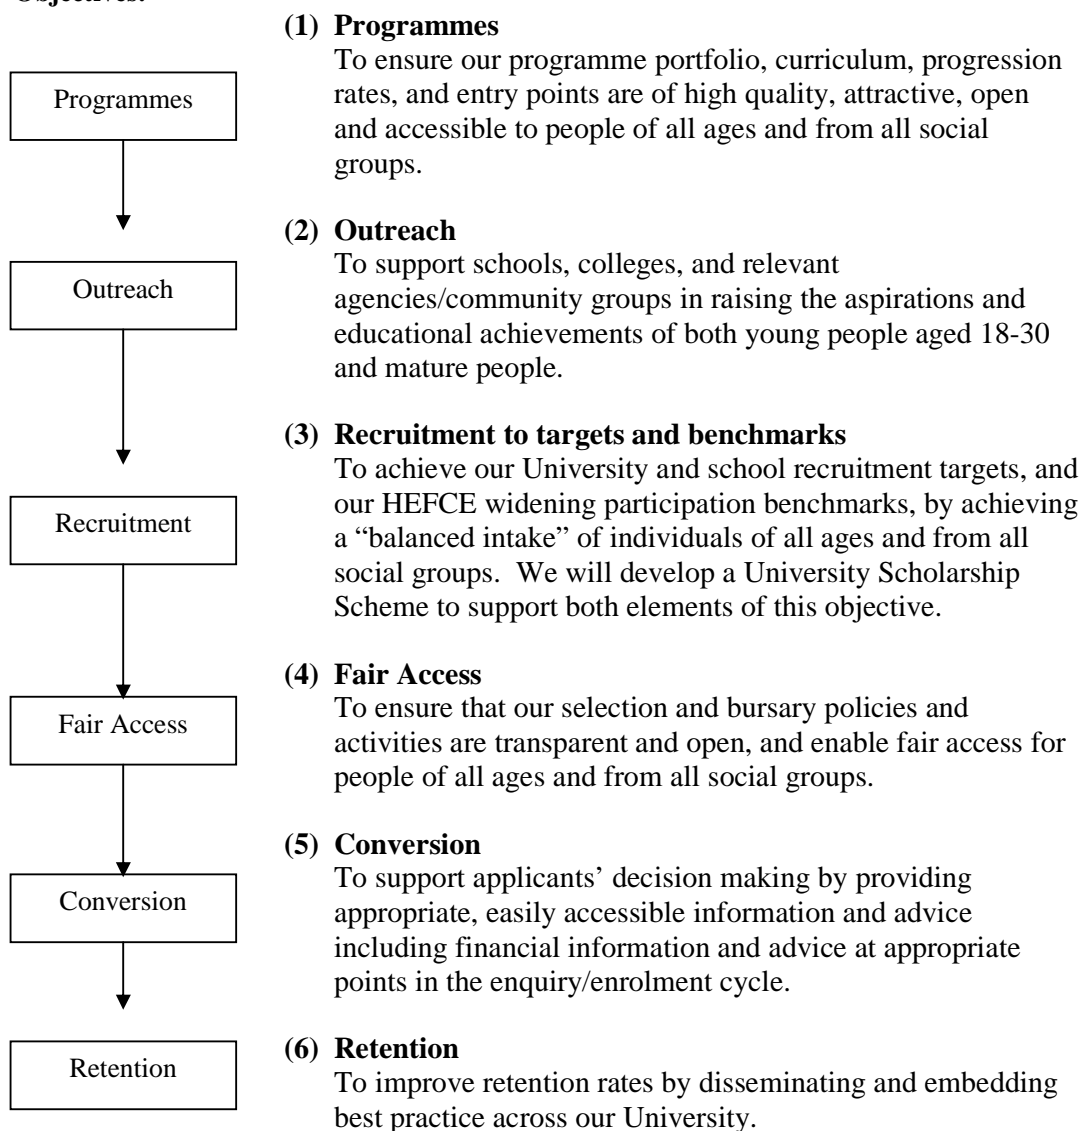 (1) Programmes
To ensure our programme portfolio, curriculum, progression
rates, and entry points are of high quality, attractive, open
and accessible to people of all ages and from all social
groups.
Programmes
(2) Outreach
To support schools, colleges, and relevant
agencies/community groups in raising the aspirations and
educational achievements of both young people aged 18-30
and mature people.
Outreach
(3) Recruitment to targets and benchmarks
To achieve our University and school recruitment targets, and
our HEFCE widening participation benchmarks, by achieving
a “balanced intake” of individuals of all ages and from all
social groups. We will develop a University Scholarship
Scheme to support both elements of this objective.
Recruitment
(4) Fair Access
To ensure that our selection and bursary policies and
activities are transparent and open, and enable fair access for
people of all ages and from all social groups.
Fair Access
(5) Conversion
To support applicants’ decision making by providing
appropriate, easily accessible information and advice
including financial information and advice at appropriate
points in the enquiry/enrolment cycle.
Conversion
(6) Retention
To improve retention rates by disseminating and embedding
best practice across our University.
Retention